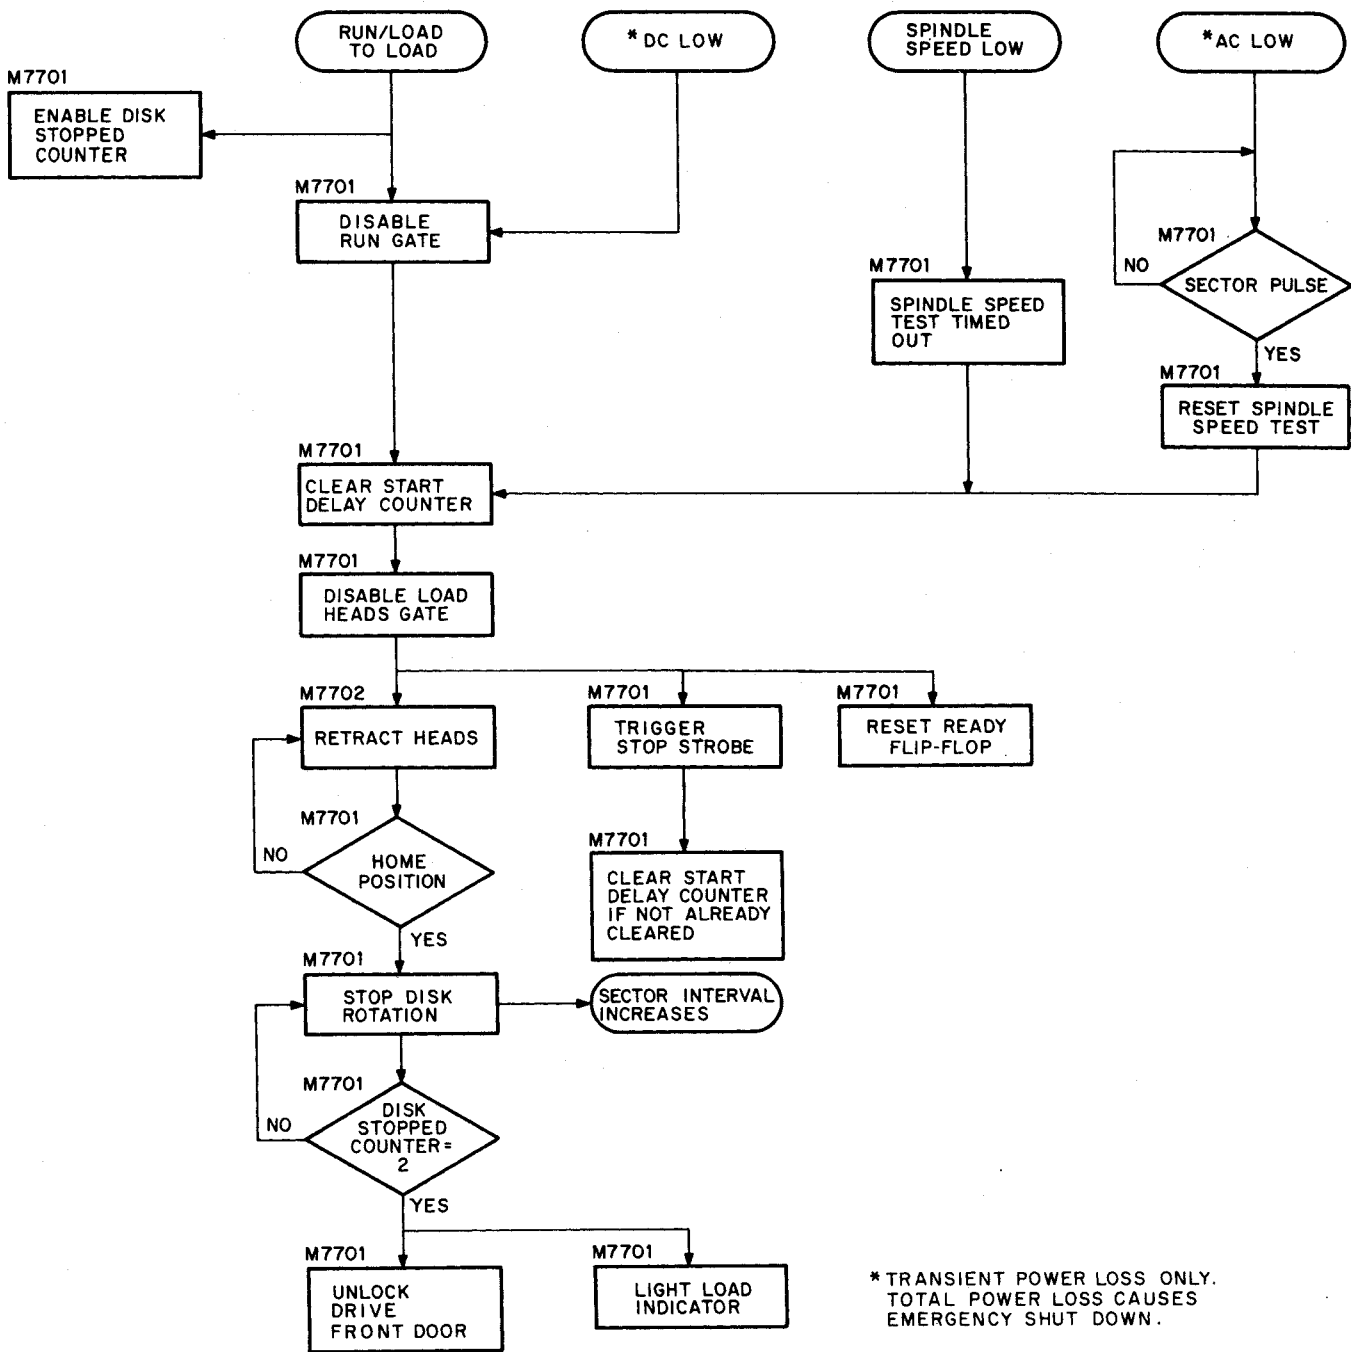 RUN/LOAD
TO LOAD
* DC LOW
SPINDLE
SPEED LOW
* AC LOW
M7701
ENABLE DISK
STOPPED
COUNTER
M7701
DISABLE
RUN GATE
M7701
SPINDLE SPEED
TEST TIMED
OUT
M7701
NO
SECTOR PULSE
YES
M7701
RESET SPINDLE
SPEED TEST
M7701
CLEAR START
DELAY COUNTER
M7701
DISABLE LOAD
HEADS GATE
M7702
RETRACT HEADS
M7701
TRIGGER
STOP STROBE
M7701
RESET READY
FLIP-FLOP
M7701
NO
HOME
POSITION
YES
M7701
CLEAR START
DELAY COUNTER
IF NOT ALREADY
CLEARED
M7701
STOP DISK
ROTATION
SECTOR INTERVAL
INCREASES
M7701
NO
DISK
STOPPED
COUNTER=
2
YES
M7701
UNLOCK
DRIVE
FRONT DOOR
M7701
LIGHT LOAD
INDICATOR
* TRANSIENT POWER LOSS ONLY.
TOTAL POWER LOSS CAUSES
EMERGENCY SHUT DOWN.